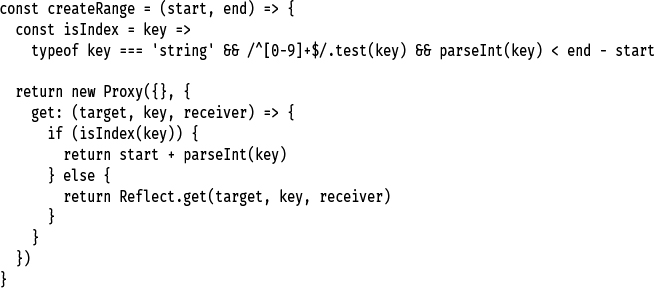 const createRange = (start, end) => {
  const isIndex = key =>
    typeof key === 'string' && /^[0-9]+$/.test(key) && parseInt(key) < end - start

  return new Proxy({}, {
    get: (target, key, receiver) => {
      if (isIndex(key)) {
        return start + parseInt(key)
      } else {
        return Reflect.get(target, key, receiver)
      }
    }
  })
}